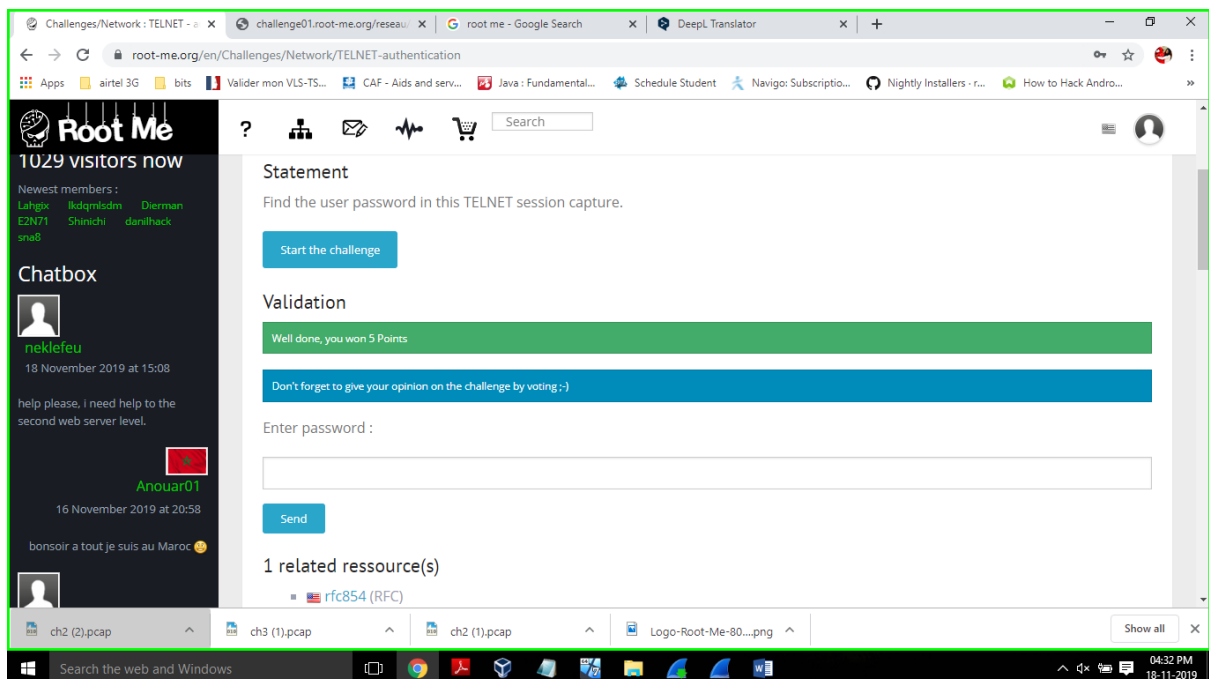 Challenges/Network : TELNET - a
challenge01.root-me.org/reseau/
root me - Google Search
DeepL Translator
root-me.org/en/Challenges/Network/TELNET-authentication
Apps
airtel 3G
bits
Valider mon VLS-TS...
CAF - Aids and serv...
Java : Fundamental...
Schedule Student
Navigo: Subscriptio...
Nightly Installers - r...
How to Hack Andro...
Root Me
?
Search
1029 visitors now
Newest members :
Lahgix lkdqmlsdm Dierman
E2N71 Shinichi danilhack
sna8
Chatbox
neklefeu
18 November 2019 at 15:08
help please, i need help to the
second web server level.
Anouar01
16 November 2019 at 20:58
bonsoir a tout je suis au Maroc
Statement
Find the user password in this TELNET session capture.
Start the challenge
Validation
Well done, you won 5 Points
Don't forget to give your opinion on the challenge by voting ;-)
Enter password :
Send
1 related ressource(s)
rfc854 (RFC)
ch2 (2).pcap
ch3 (1).pcap
ch2 (1).pcap
Logo-Root-Me-80....png
Show all
Search the web and Windows
04:32 PM
18-11-2019